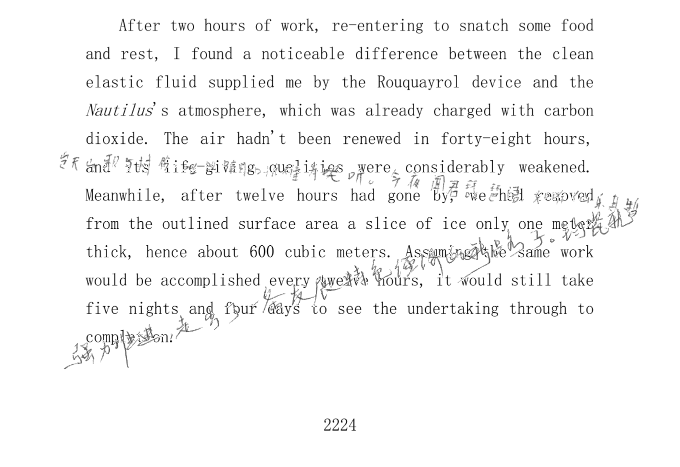 After two hours of work, re-entering to snatch some food
and rest, I found a noticeable difference between the clean
elastic fluid supplied me by the Rouquayrol device and the
Nautilus's atmosphere, which was already charged with carbon
dioxide. The air hadn't been renewed in forty-eight hours,
and its life-giving qualities were considerably weakened.
Meanwhile, after twelve hours had gone by, we had removed
from the outlined surface area a slice of ice only one meter
thick, hence about 600 cubic meters. Assuming the same work
would be accomplished every twelve hours, it would still take
five nights and four days to see the undertaking through to
completion.
2224